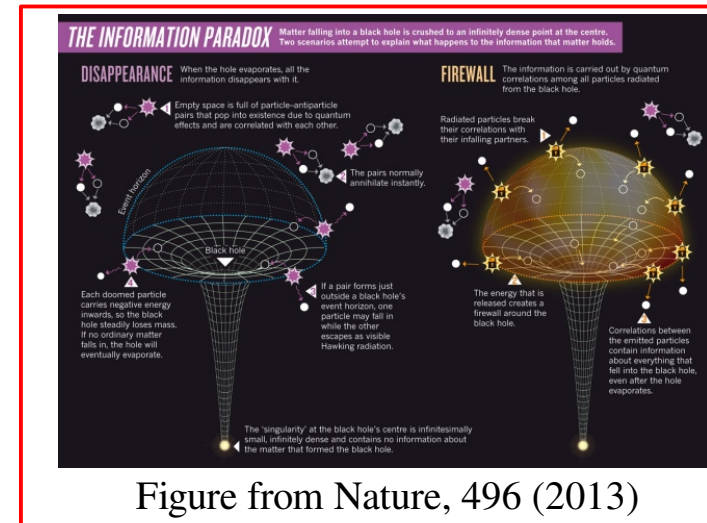 THE INFORMATION PARADOX
Matter falling into a black hole is crushed to an infinitely dense point at the centre.
Two scenarios attempt to explain what happens to the information that matter holds.
DISAPPEARANCE
When the hole evaporates, all the
information disappears with it.
1
Empty space is full of particle–antiparticle
pairs that pop into existence due to quantum
effects and are correlated with each other.
2
The pairs normally
annihilate instantly.
Event horizon
Black hole
4
Each doomed particle
carries negative energy
inwards, so the black
hole steadily loses mass.
If no ordinary matter
falls in, the hole will
eventually evaporate.
3
If a pair forms just
outside a black hole's
event horizon, one
particle may fall in
while the other
escapes as visible
Hawking radiation.
The 'singularity' at the black hole's centre is infinitesimally
small, infinitely dense and contains no information about
the matter that formed the black hole.
FIREWALL
The information is carried out by quantum
correlations among all particles radiated
from the black hole.
Radiated particles break
their correlations with
their infalling partners.
1
2
The energy that is
released creates a
firewall around the
black hole.
3
Correlations between
the emitted particles
contain information
about everything that
fell into the black hole,
even after the hole
evaporates.
Figure from Nature, 496 (2013)